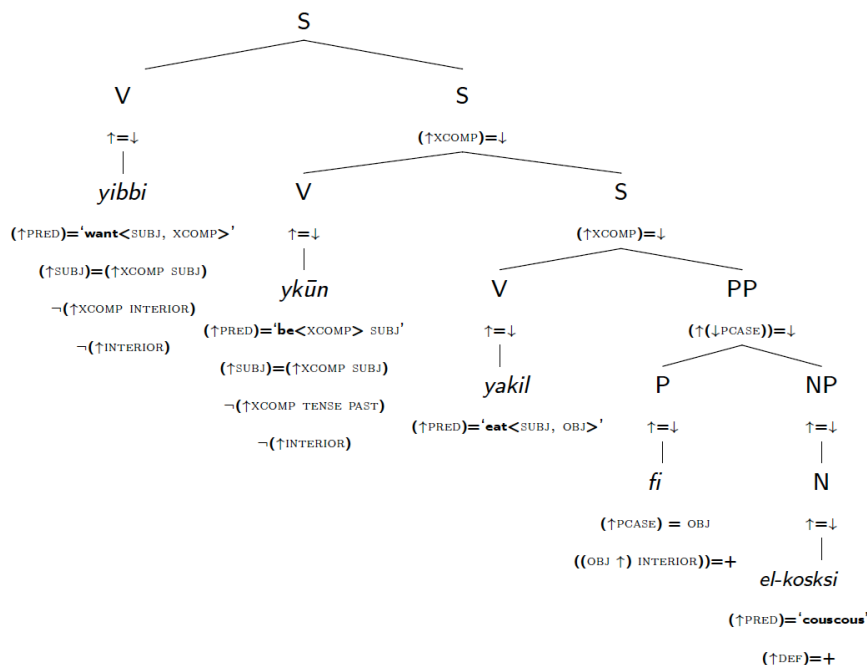 S
V S
↑=↓ (↑XCOMP)=↓
yibbi V S
(↑PRED)=‘want<SUBJ, XCOMP>’ ↑=↓ (↑XCOMP)=↓
(↑SUBJ)=(↑XCOMP SUBJ) ykūn V PP
¬(↑XCOMP INTERIOR) (↑PRED)=‘be<XCOMP> SUBJ’ ↑=↓ (↑(↓PCASE))=↓
¬(↑INTERIOR) (↑SUBJ)=(↑XCOMP SUBJ) yakil P NP
¬(↑XCOMP TENSE PAST) (↑PRED)=‘eat<SUBJ, OBJ>’ ↑=↓ ↑=↓
¬(↑INTERIOR) fi N
(↑PCASE) = OBJ ↑=↓
((OBJ ↑) INTERIOR))=+ el-kosksi
(↑PRED)=‘couscous’
(↑DEF)=+